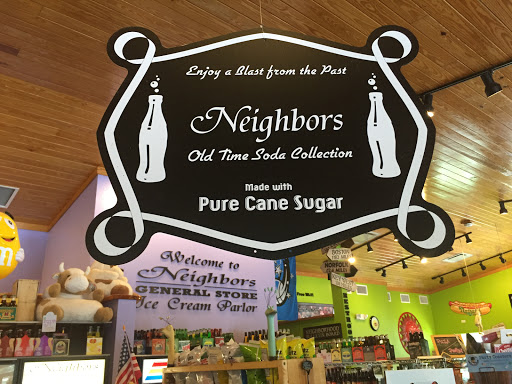 Enjoy a Blast from the Past
Neighbors
Old Time Soda Collection
Made with
Pure Cane Sugar
Welcome to
Neighbors
GENERAL STORE
Ice Cream Parlor